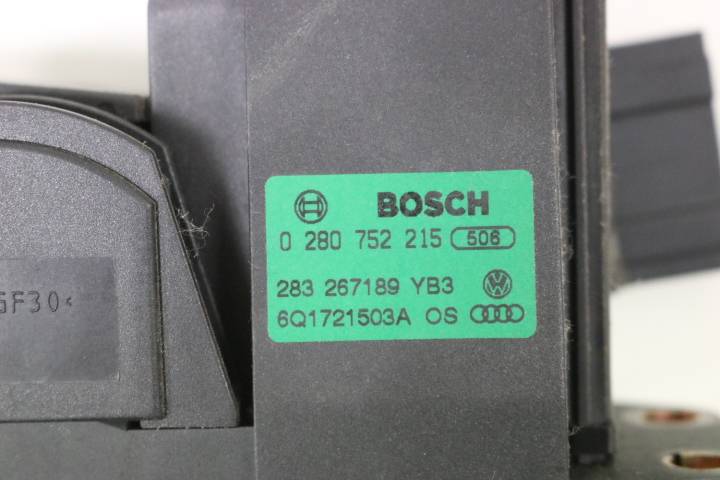 BOSCH
0 280 752 215 506
283 267189 YB3
6Q1721503A OS
GF30<